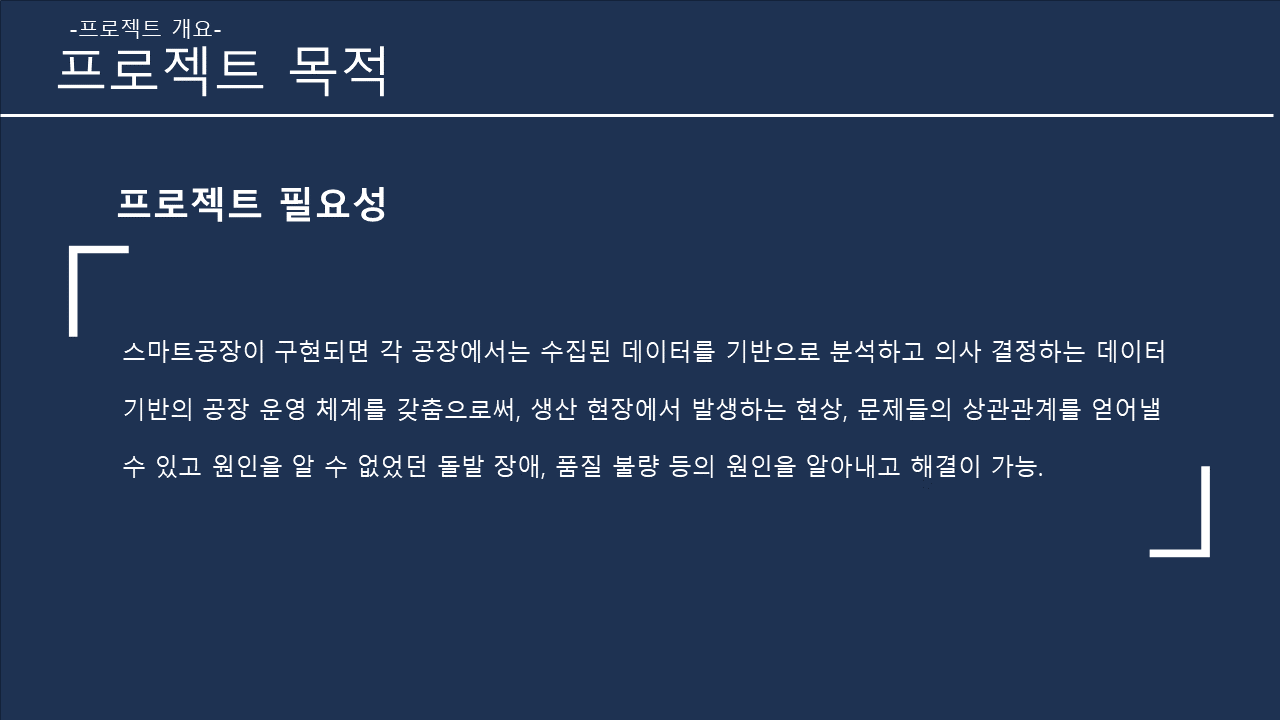 -프로젝트 개요-
프로젝트 목적
프로젝트 필요성
스마트공장이 구현되면 각 공장에서는 수집된 데이터를 기반으로 분석하고 의사 결정하는 데이터
기반의 공장 운영 체계를 갖춤으로써, 생산 현장에서 발생하는 현상, 문제들의 상관관계를 얻어낼
수 있고 원인을 알 수 없었던 돌발 장애, 품질 불량 등의 원인을 알아내고 해결이 가능.